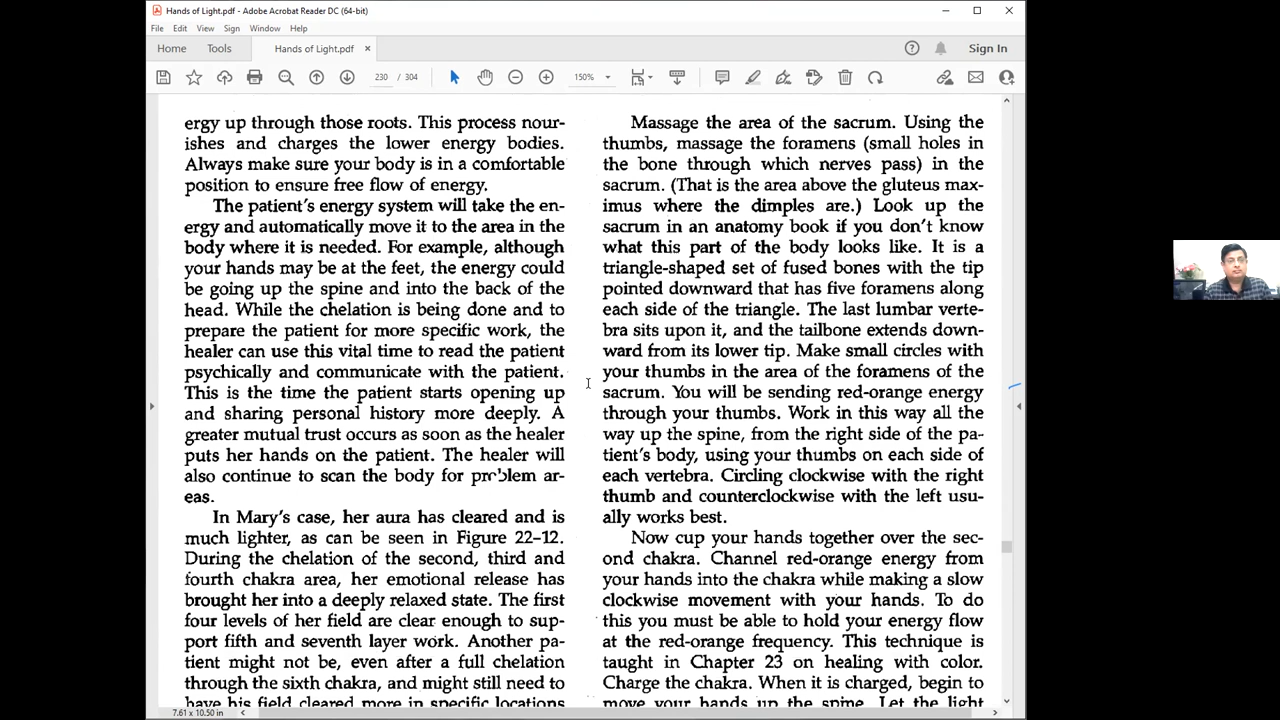 Hands of Light.pdf - Adobe Acrobat Reader DC (64-bit)
File Edit View Sign Window Help
Home Tools Hands of Light.pdf × Sign In
230 / 304 150%
ergy up through those roots. This process nour-
ishes and charges the lower energy bodies.
Always make sure your body is in a comfortable
position to ensure free flow of energy.
The patient's energy system will take the en-
ergy and automatically move it to the area in the
body where it is needed. For example, although
your hands may be at the feet, the energy could
be going up the spine and into the back of the
head. While the chelation is being done and to
prepare the patient for more specific work, the
healer can use this vital time to read the patient
psychically and communicate with the patient.
This is the time the patient starts opening up
and sharing personal history more deeply. A
greater mutual trust occurs as soon as the healer
puts her hands on the patient. The healer will
also continue to scan the body for problem ar-
eas.
In Mary's case, her aura has cleared and is
much lighter, as can be seen in Figure 22-12.
During the chelation of the second, third and
fourth chakra area, her emotional release has
brought her into a deeply relaxed state. The first
four levels of her field are clear enough to sup-
port fifth and seventh layer work. Another pa-
tient might not be, even after a full chelation
through the sixth chakra, and might still need to
have his field cleared more in specific locations
Massage the area of the sacrum. Using the
thumbs, massage the foramens (small holes in
the bone through which nerves pass) in the
sacrum. (That is the area above the gluteus max-
imus where the dimples are.) Look up the
sacrum in an anatomy book if you don't know
what this part of the body looks like. It is a
triangle-shaped set of fused bones with the tip
pointed downward that has five foramens along
each side of the triangle. The last lumbar verte-
bra sits upon it, and the tailbone extends down-
ward from its lower tip. Make small circles with
your thumbs in the area of the foramens of the
sacrum. You will be sending red-orange energy
through your thumbs. Work in this way all the
way up the spine, from the right side of the pa-
tient's body, using your thumbs on each side of
each vertebra. Circling clockwise with the right
thumb and counterclockwise with the left usu-
ally works best.
Now cup your hands together over the sec-
ond chakra. Channel red-orange energy from
your hands into the chakra while making a slow
clockwise movement with your hands. To do
this you must be able to hold your energy flow
at the red-orange frequency. This technique is
taught in Chapter 23 on healing with color.
Charge the chakra. When it is charged, begin to
move your hands up the spine. Let the light
7.61 x 10.50 in